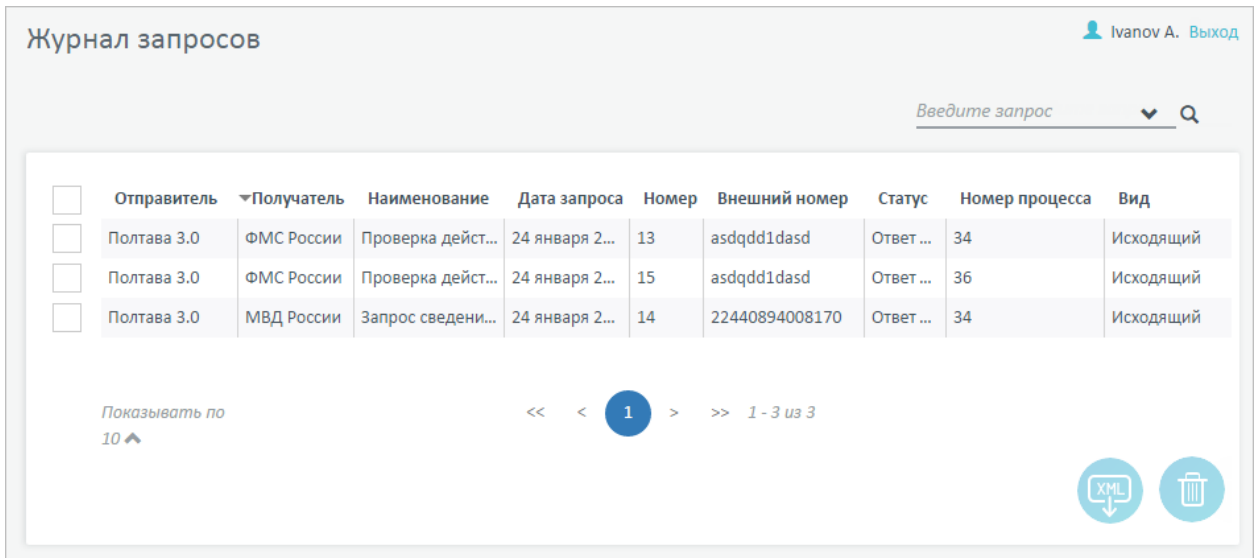 Журнал запросов
Ivanov A. Выход
Введите запрос
Отправитель Получатель Наименование Дата запроса Номер Внешний номер Статус Номер процесса Вид
Полтава 3.0 ФМС России Проверка дейст... 24 января 2... 13 asdqdd1dasd Ответ ... 34 Исходящий
Полтава 3.0 ФМС России Проверка дейст... 24 января 2... 15 asdqdd1dasd Ответ ... 36 Исходящий
Полтава 3.0 МВД России Запрос сведени... 24 января 2... 14 22440894008170 Ответ ... 34 Исходящий
Показывать по
10
<< < 1 > >> 1 - 3 из 3
XML